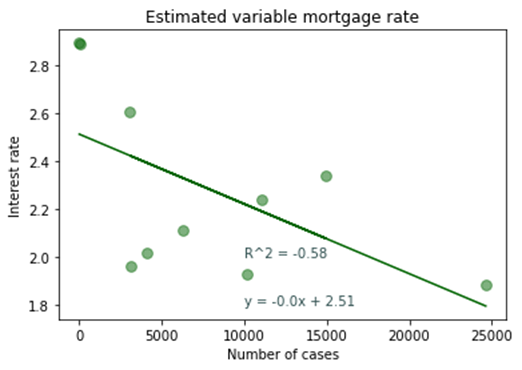 Estimated variable mortgage rate
Interest rate
2.8
2.6
2.4
2.2
2.0
1.8
R^2 = -0.58
y = -0.0x + 2.51
0 5000 10000 15000 20000 25000
Number of cases